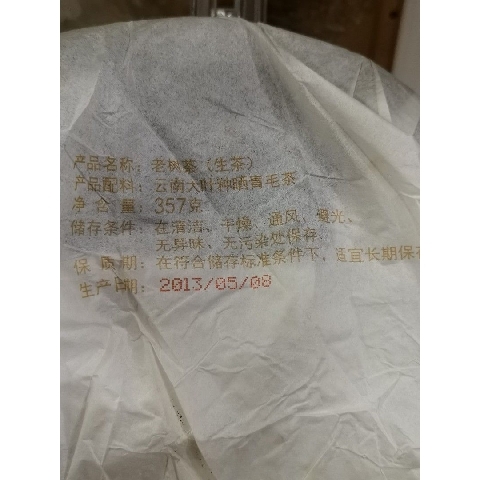 产品名称：老树茶（生茶）
产品配料：云南大叶种晒青毛茶
净 含 量：357克
储存条件：在清洁、干燥、通风、避光、
无异味、无污染处保存。
保 质 期：在符合储存标准条件下，适宜长期保存
生产日期：2013/05/08